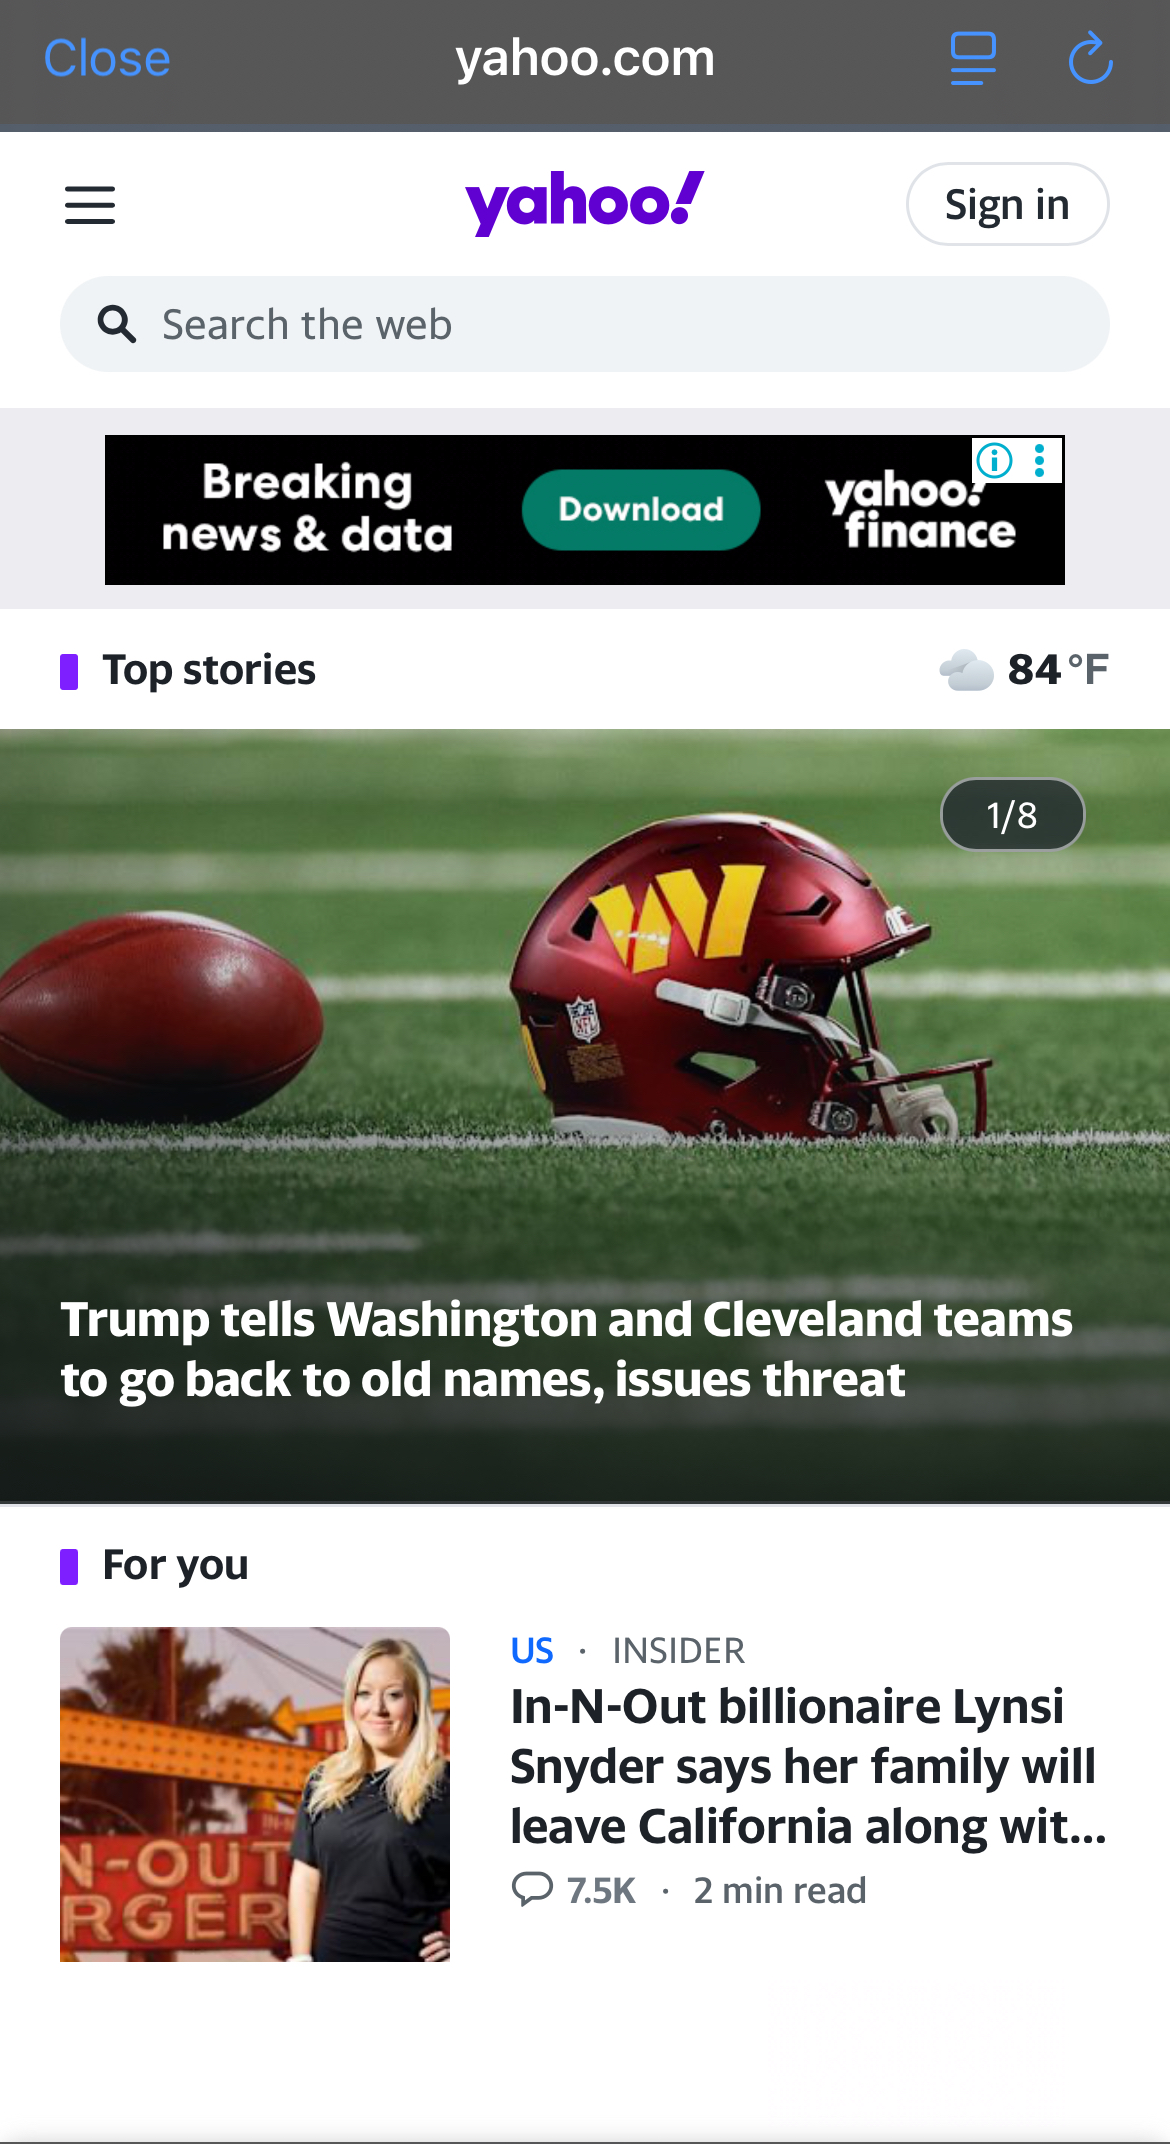 Close
yahoo.com
yahoo!
Sign in
Search the web
Breaking
news & data
Download
yahoo!
finance
Top stories
84 °F
1/8
W
NFL
Trump tells Washington and Cleveland teams
to go back to old names, issues threat
For you
US · INSIDER
In-N-Out billionaire Lynsi
Snyder says her family will
leave California along wit...
7.5K · 2 min read
N-OUT
RGER